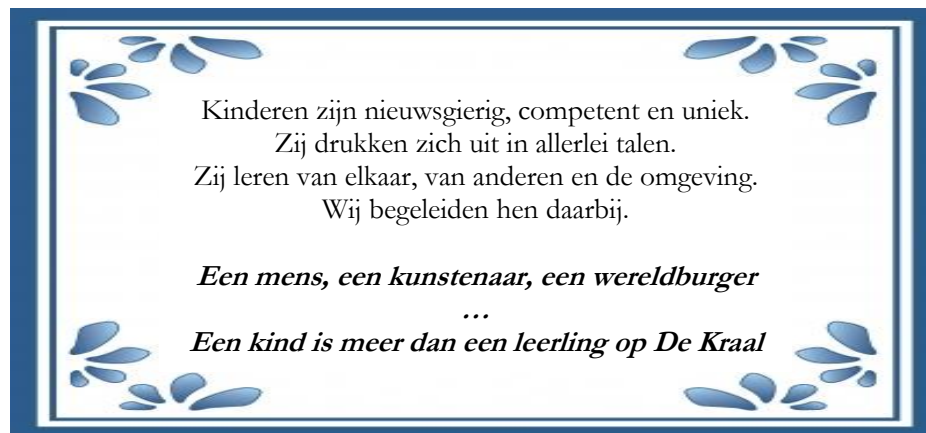 Kinderen zijn nieuwsgierig, competent en uniek.
Zij drukken zich uit in allerlei talen.
Zij leren van elkaar, van anderen en de omgeving.
Wij begeleiden hen daarbij.
Een mens, een kunstenaar, een wereldburger
…
Een kind is meer dan een leerling op De Kraal